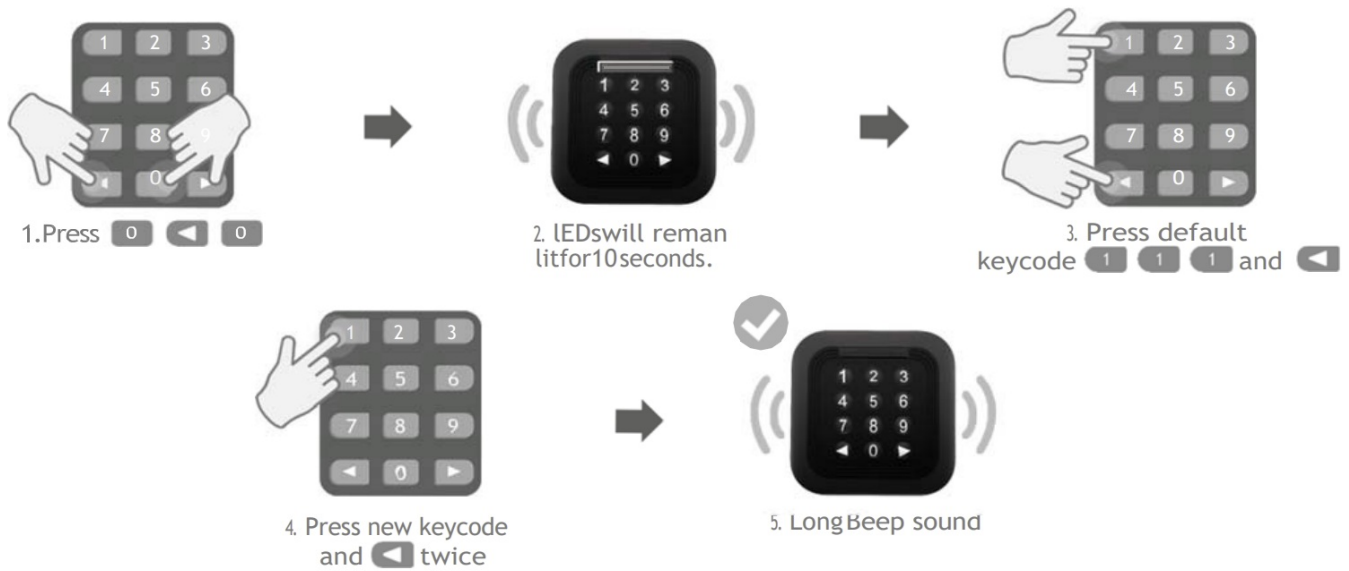 1 2 3
4 5 6
7 8 9
◄ 0 ►
1 2 3
4 5 6
7 8 9
◄ 0 ►
1 2 3
4 5 6
7 8 9
◄ 0 ►
1.Press 0 ◄ 0
2. lEDswill reman
litfor10seconds.
3. Press default
keycode 1 1 1 and ◄
1 2 3
4 5 6
7 8 9
◄ 0 ►
1 2 3
4 5 6
7 8 9
◄ 0 ►
4. Press new keycode
and ◄ twice
5. LongBeep sound